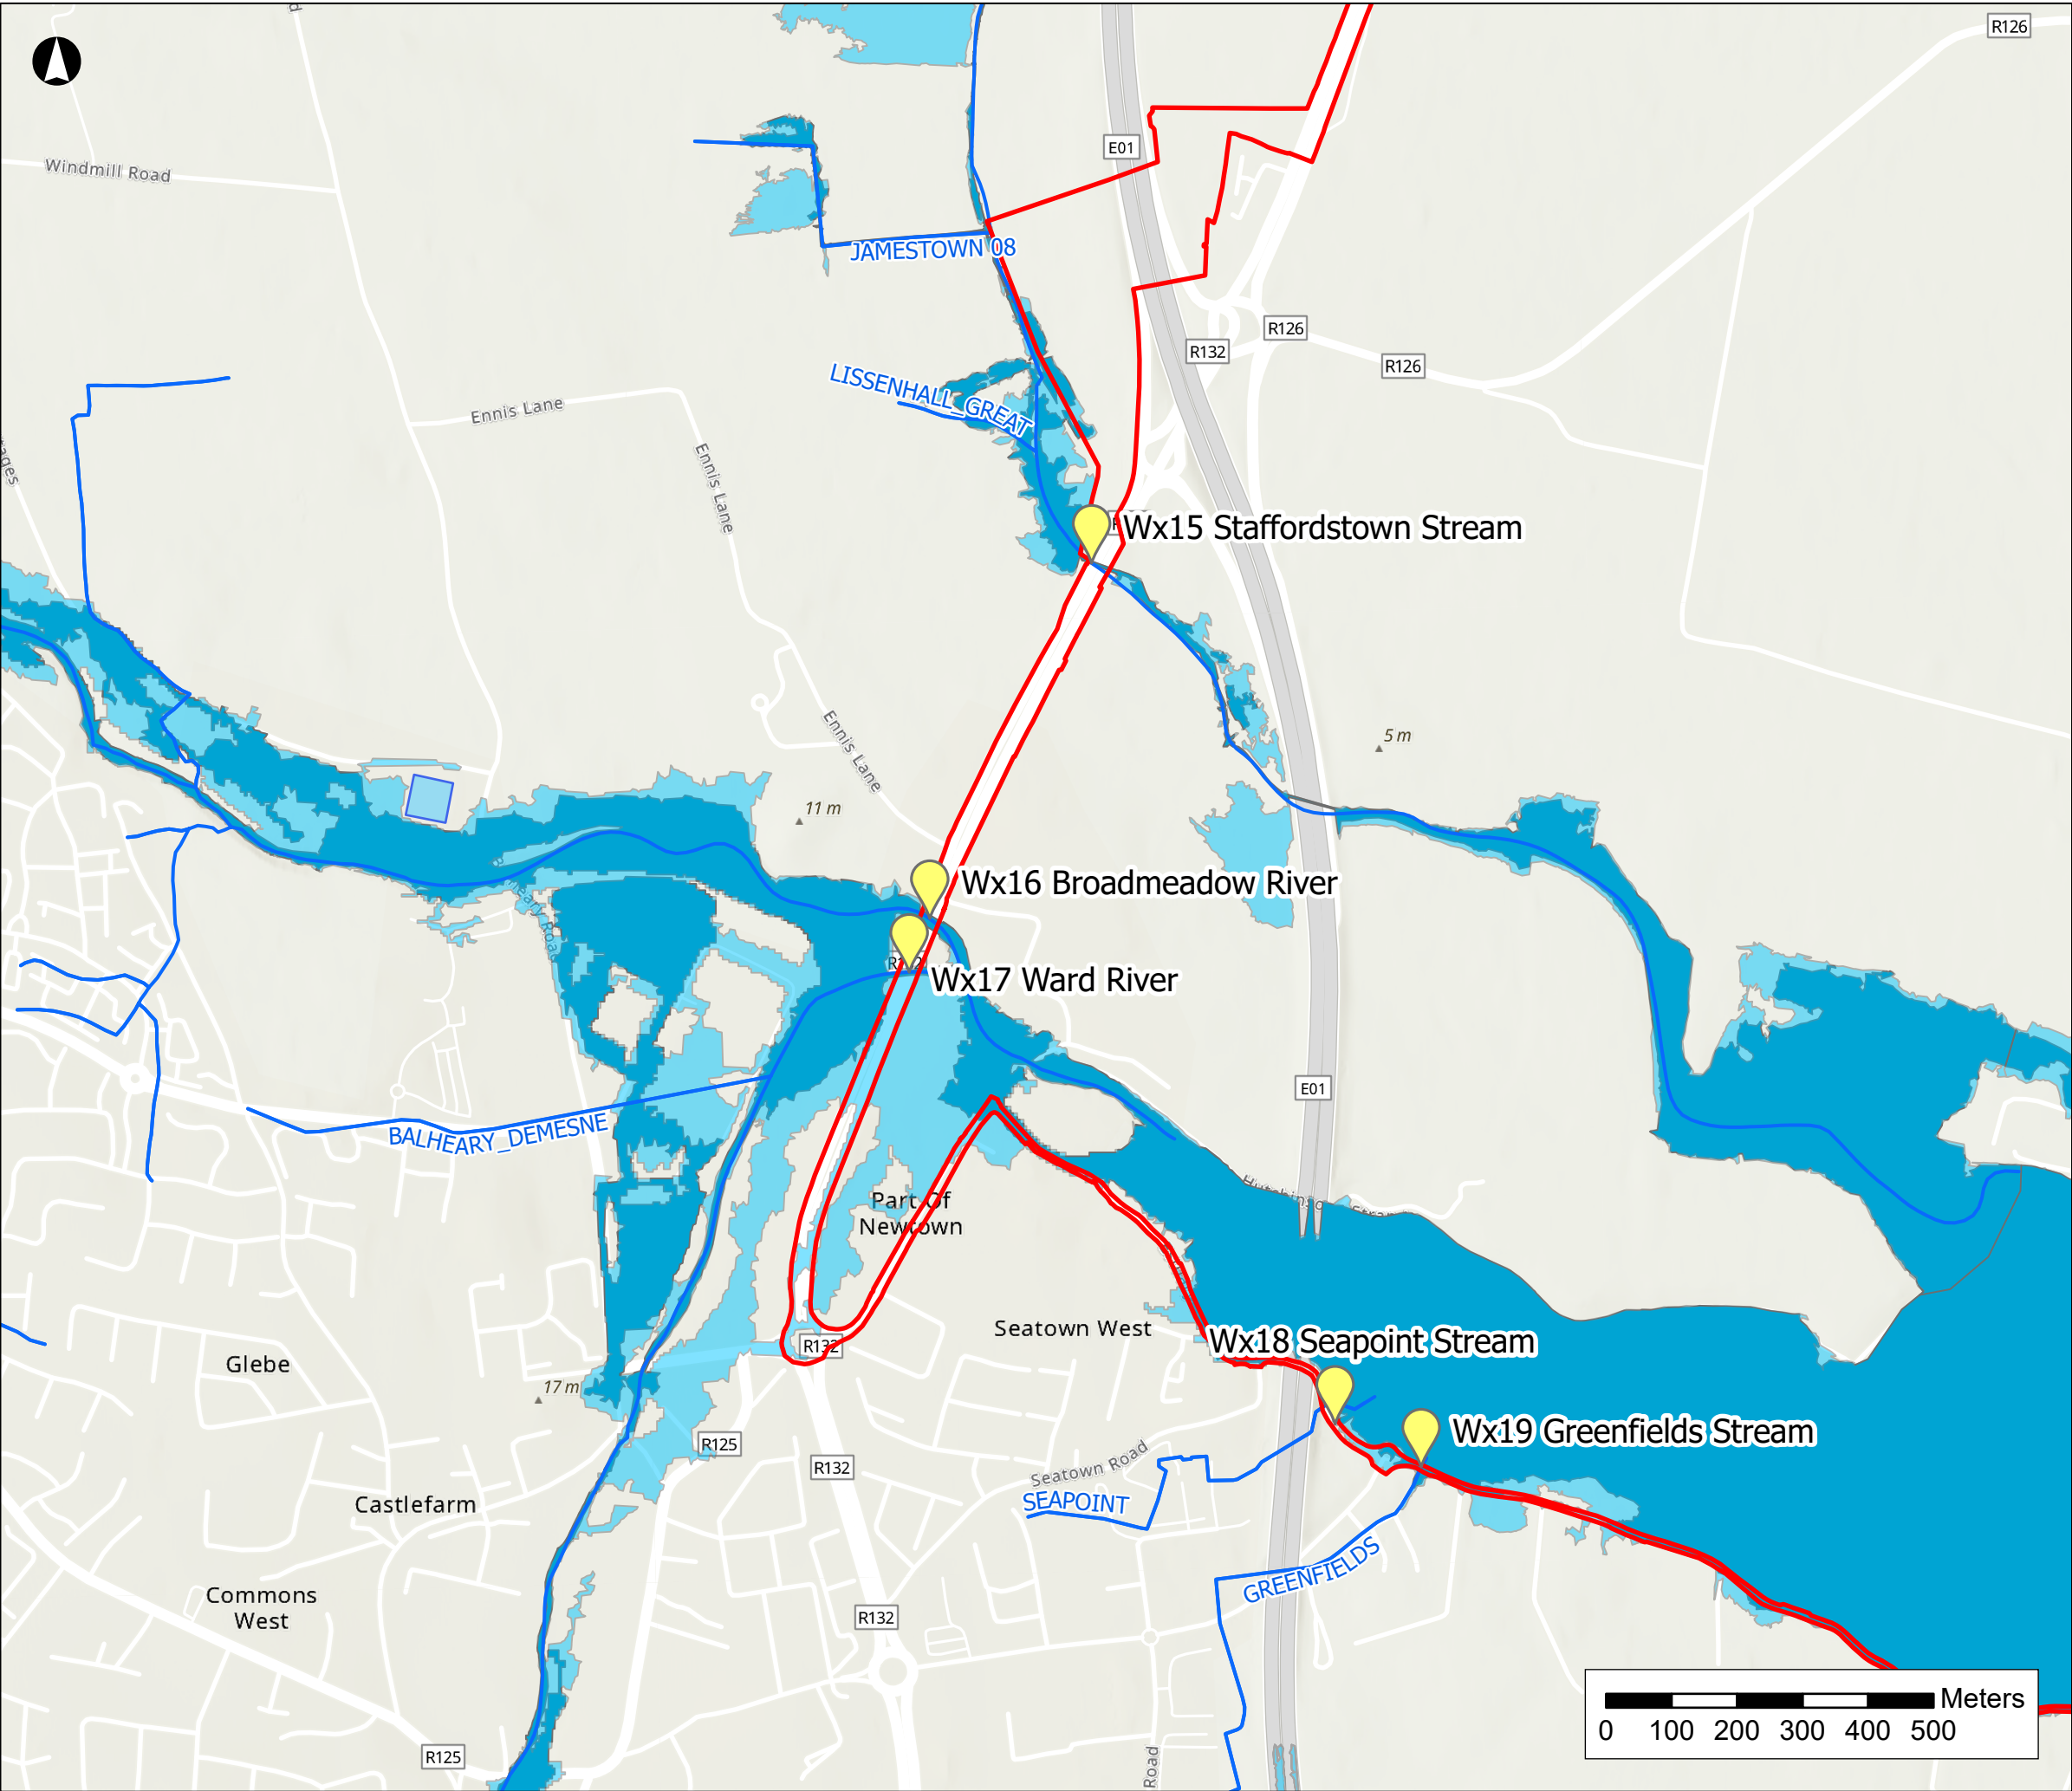 R126
E01
Windmill Road
JAMESTOWN 08
R126
R132
R126
LISSENHALL_GREAT
Ennis Lane
Ennis Lane
Wx15 Staffordstown Stream
Ennis Lane
5 m
11 m
Wx16 Broadmeadow River
Wx17 Ward River
E01
BALHEARY_DEMESNE
Part Of
Newtown
Seatown West
R132
Wx18 Seapoint Stream
Glebe
17 m
Wx19 Greenfields Stream
R125
R132
Seatown Road
SEAPOINT
Castlefarm
GREENFIELDS
Commons
West
R132
R125
Road
Meters
0 100 200 300 400 500